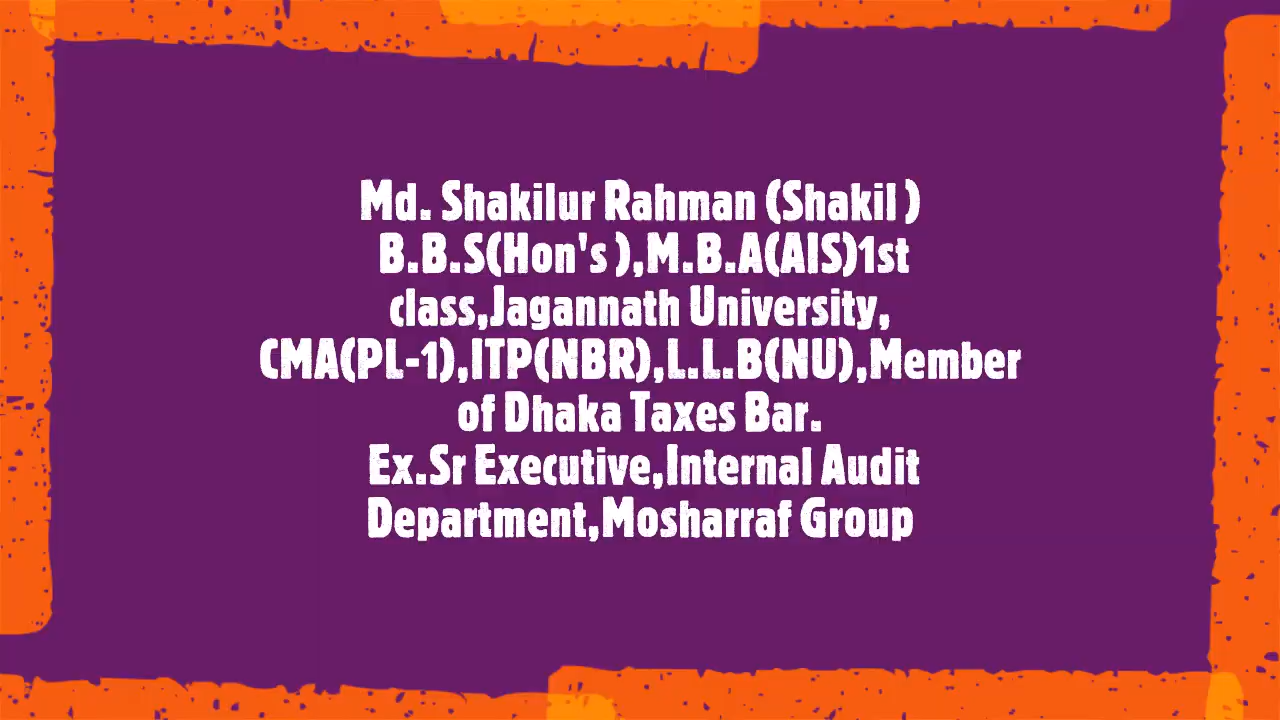 Md. Shakilur Rahman (Shakil )
B.B.S(Hon's ),M.B.A(AIS)1st
class,Jagannath University,
CMA(PL-1),ITP(NBR),L.L.B(NU),Member
of Dhaka Taxes Bar.
Ex.Sr Executive,Internal Audit
Department,Mosharraf Group